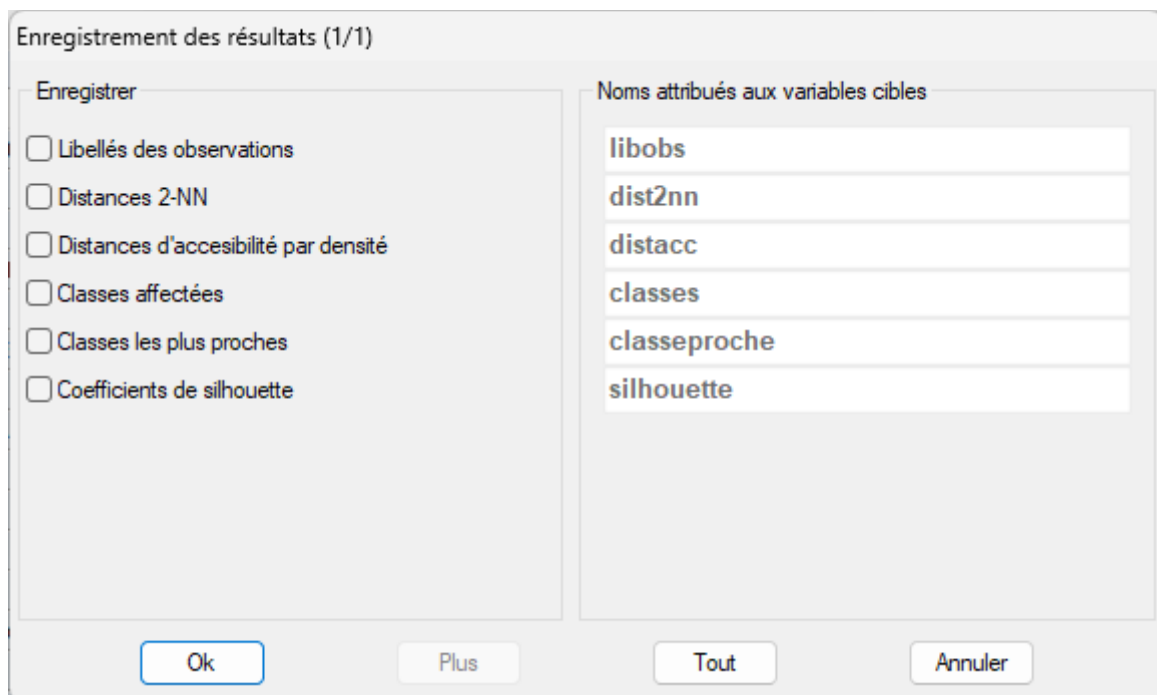 Enregistrement des résultats (1/1)
Enregistrer
Libellés des observations
Distances 2-NN
Distances d'accesibilité par densité
Classes affectées
Classes les plus proches
Coefficients de silhouette
Noms attribués aux variables cibles
libobs
dist2nn
distacc
classes
classeproche
silhouette
Ok
Plus
Tout
Annuler